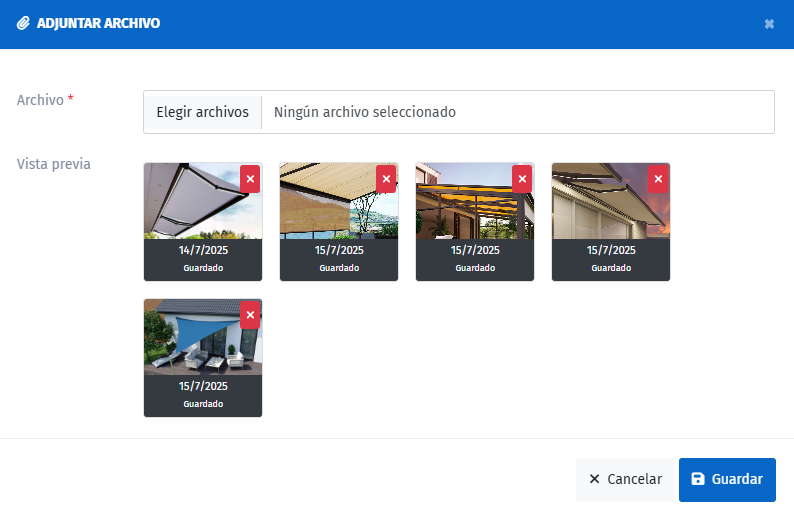 ADJUNTAR ARCHIVO
Archivo *
Elegir archivos Ningún archivo seleccionado
Vista previa
14/7/2025 15/7/2025 15/7/2025 15/7/2025
Guardado Guardado Guardado Guardado
15/7/2025
Guardado
Cancelar Guardar